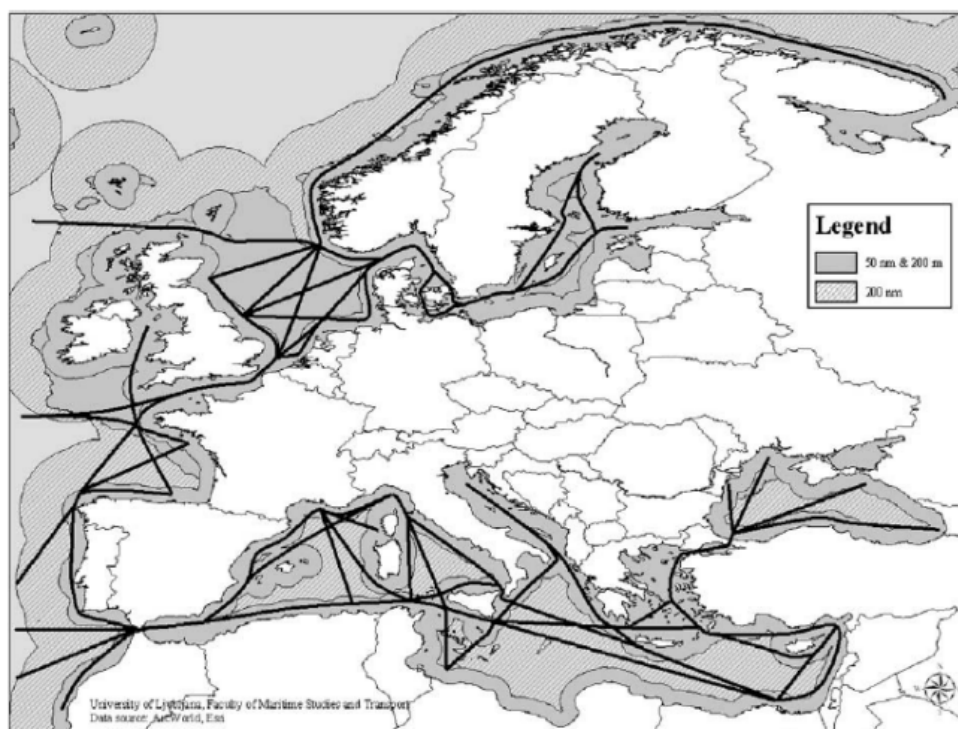 Legend
50 nm & 200 m
200 nm
University of Ljubljana, Faculty of Maritime Studies and Transport
Data source: ArcWorld, Esri